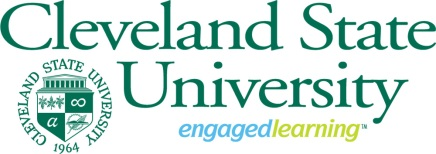 Cleveland State
University
engagedlearning™
CLEVELAND STATE UNIVERSITY
1964